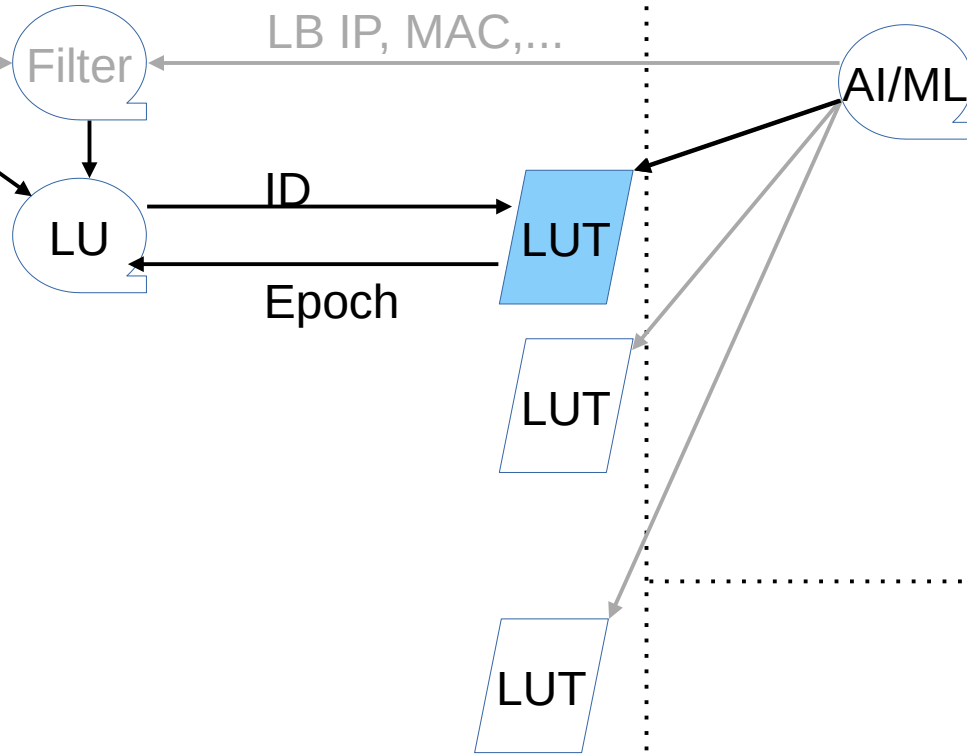 LB IP, MAC,...
Filter
AI/ML
ID
LU
LUT
Epoch
LUT
LUT